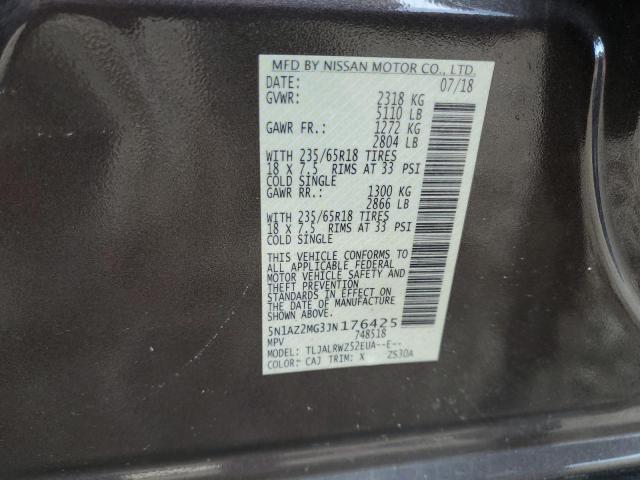 MFD BY NISSAN MOTOR CO., LTD.
DATE: 07/18
GVWR: 2318 KG
5110 LB
GAWR FR.: 1272 KG
2804 LB
WITH 235/65R18 TIRES
18 X 7.5 RIMS AT 33 PSI
COLD SINGLE
GAWR RR.: 1300 KG
2866 LB
WITH 235/65R18 TIRES
18 X 7.5 RIMS AT 33 PSI
COLD SINGLE
THIS VEHICLE CONFORMS TO
ALL APPLICABLE FEDERAL
MOTOR VEHICLE SAFETY AND
THEFT PREVENTION
STANDARDS IN EFFECT ON
THE DATE OF MANUFACTURE
SHOWN ABOVE.
5N1AZ2MG3JN176425
MPV 748518
MODEL: TLJALRWZ52EUA--E--
COLOR: CAJ TRIM: X ZS30A